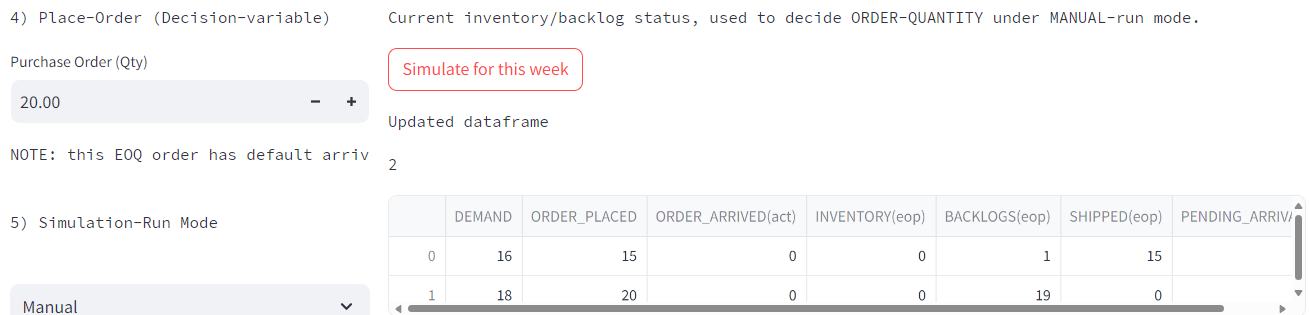 4) Place-Order (Decision-variable)
Purchase Order (Qty)
20.00 − +
NOTE: this EOQ order has default arriv
5) Simulation-Run Mode
Manual
Current inventory/backlog status, used to decide ORDER-QUANTITY under MANUAL-run mode.
Simulate for this week
Updated dataframe
2
DEMAND ORDER_PLACED ORDER_ARRIVED(act) INVENTORY(eop) BACKLOGS(eop) SHIPPED(eop) PENDING_ARRIVA
0 16 15 0 0 1 15
1 18 20 0 0 19 0